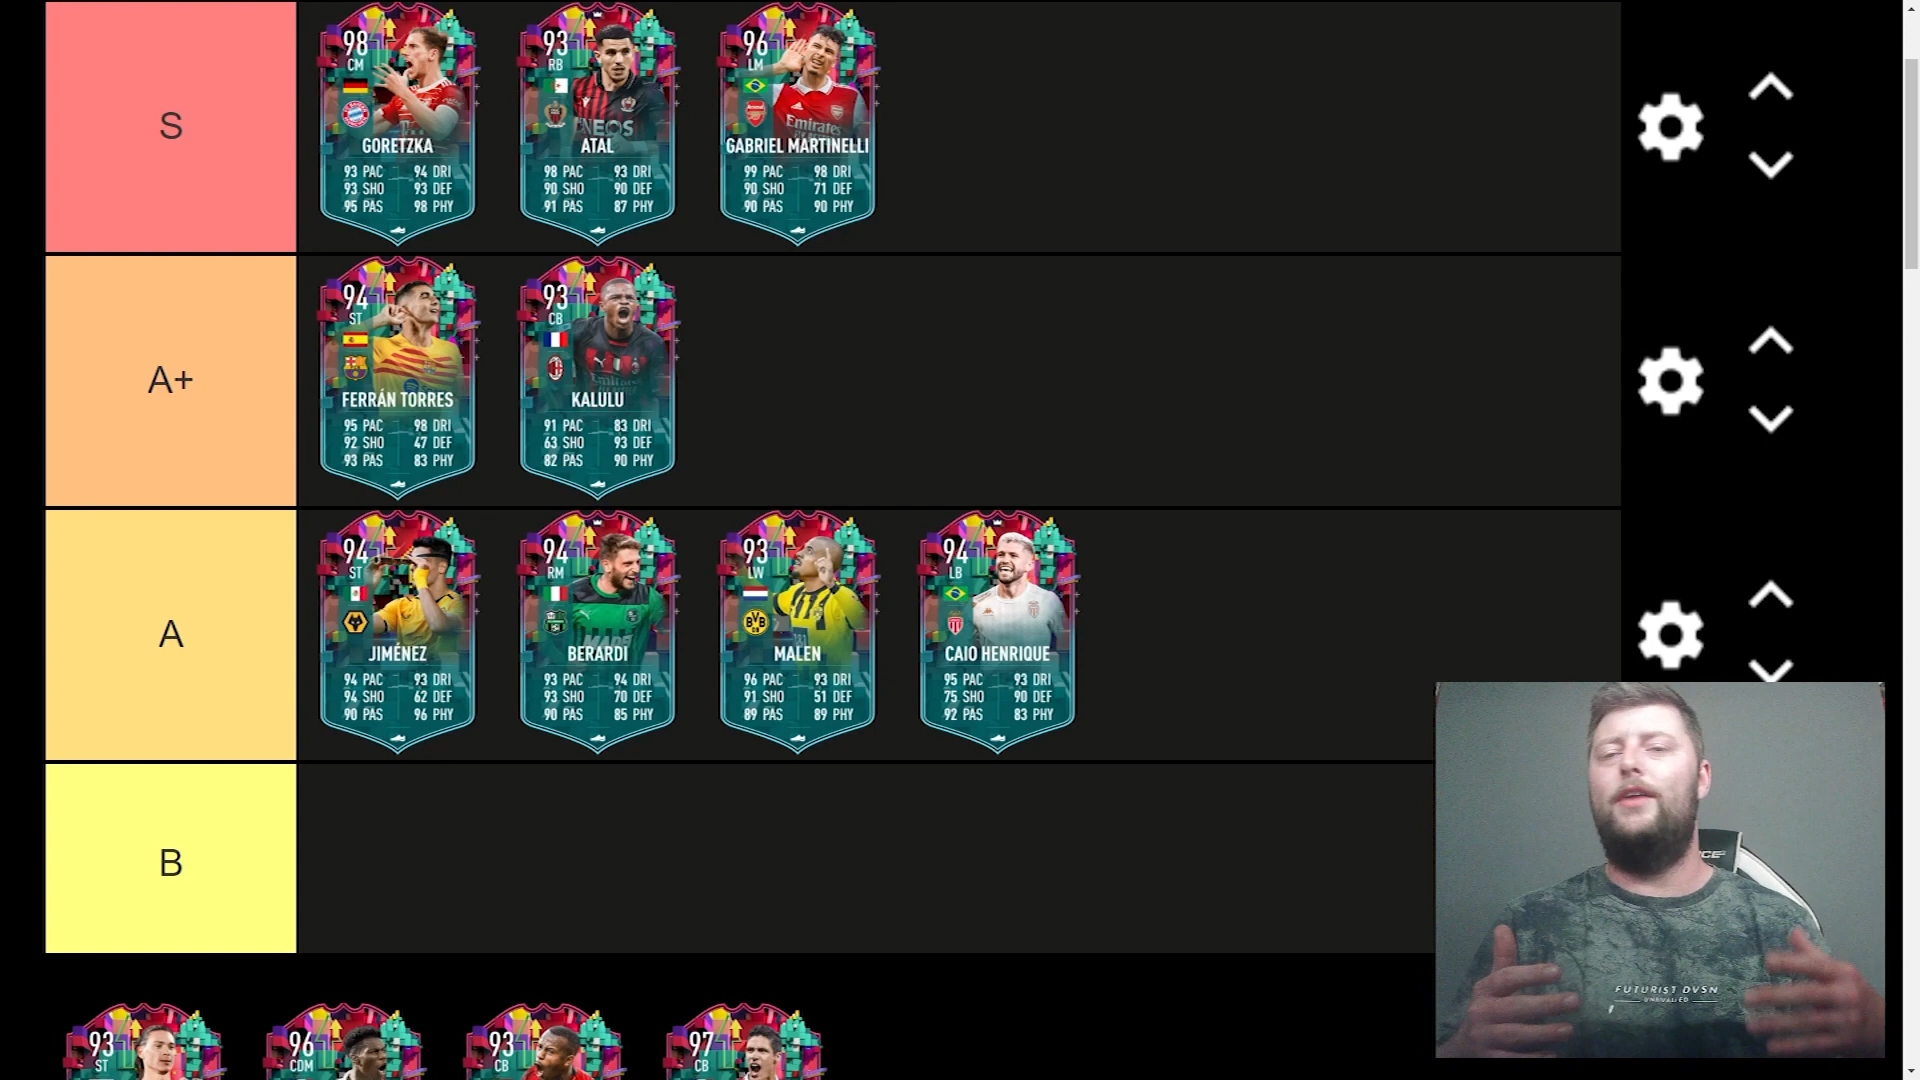 S
98
CM
GORETZKA
93 PAC 94 DRI
93 SHO 93 DEF
95 PAS 98 PHY
93
RB
INEOS
ATAL
98 PAC 93 DRI
90 SHO 90 DEF
91 PAS 87 PHY
96
LM
Arsenal
Emirates
GABRIEL MARTINELLI
99 PAC 98 DRI
90 SHO 71 DEF
90 PAS 90 PHY
A+
94
ST
FERRÁN TORRES
95 PAC 98 DRI
92 SHO 47 DEF
93 PAS 83 PHY
93
CB
KALULU
91 PAC 83 DRI
63 SHO 93 DEF
82 PAS 90 PHY
A
94
ST
JIMÉNEZ
94 PAC 93 DRI
94 SHO 62 DEF
90 PAS 96 PHY
94
RM
MAPEI
BERARDI
93 PAC 94 DRI
93 SHO 70 DEF
90 PAS 85 PHY
93
LW
BVB
MALEN
96 PAC 93 DRI
91 SHO 51 DEF
89 PAS 89 PHY
94
LB
CAIO HENRIQUE
95 PAC 93 DRI
75 SHO 90 DEF
92 PAS 83 PHY
B
93
ST
96
CDM
93
CB
97
CB
FUTURIST DVSN
UNRIVALLED